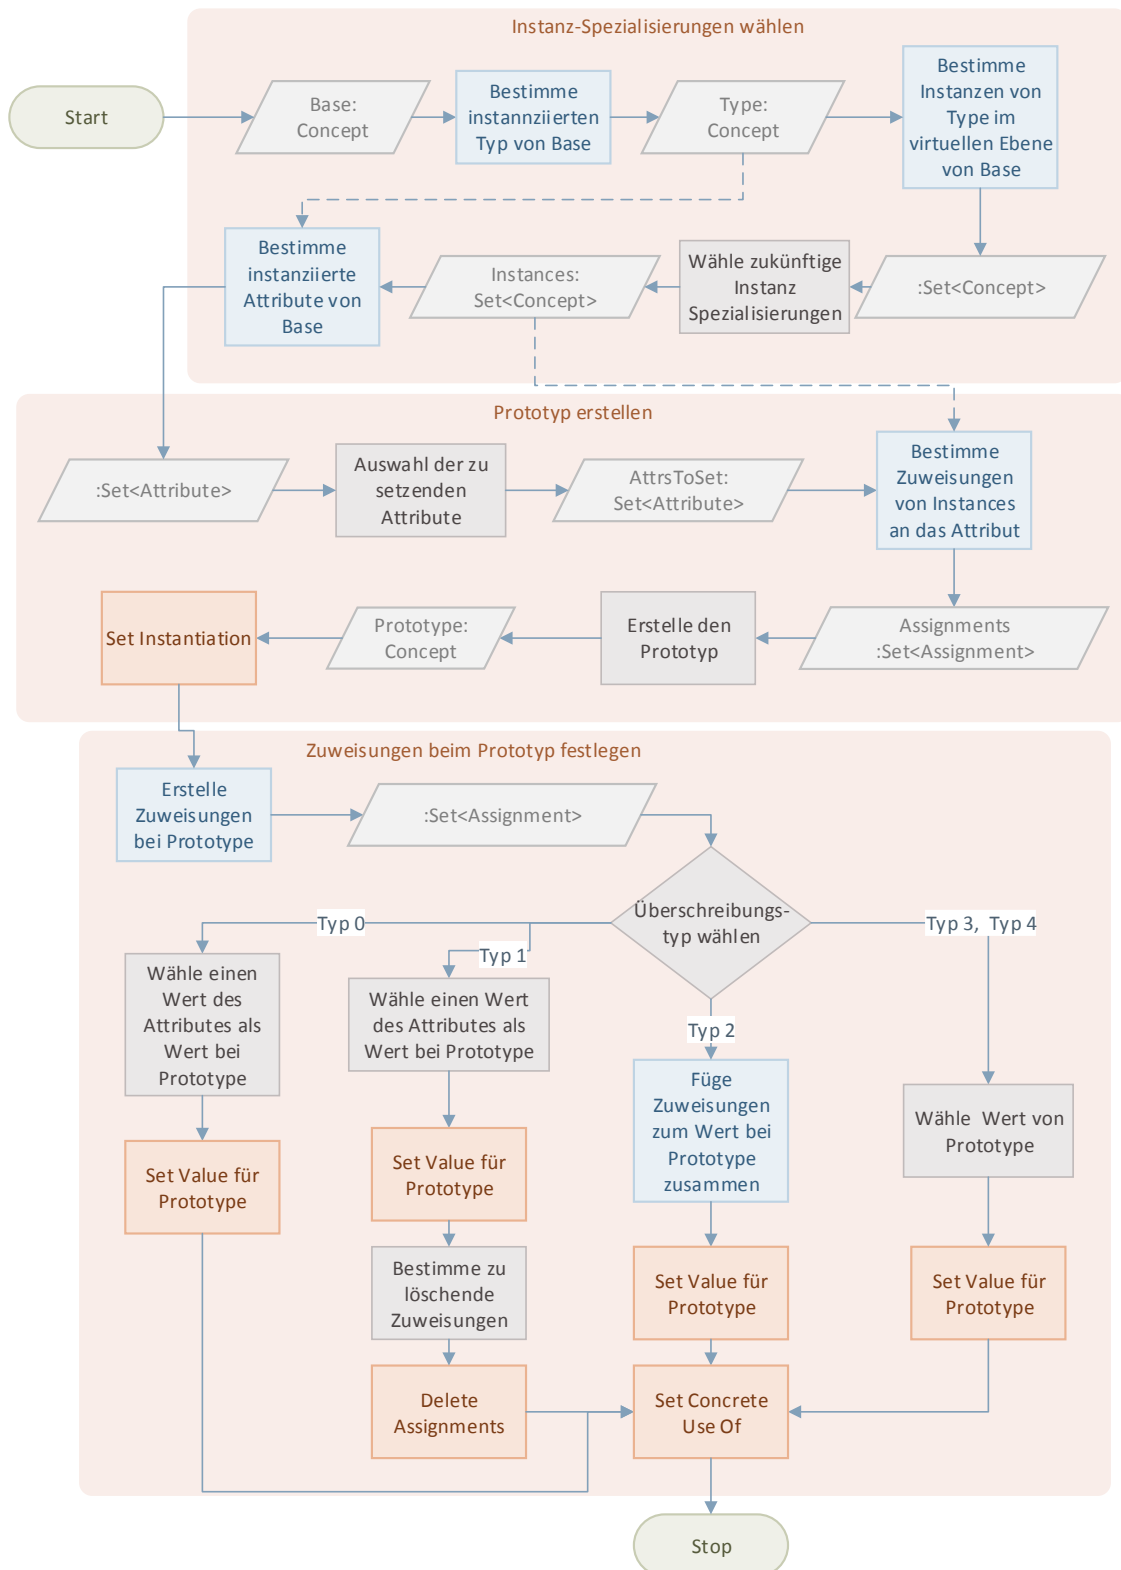 Instanz-Spezialisierungen wählen
Start
Base:
Concept
Bestimme
instannziierten
Typ von Base
Type:
Concept
Bestimme
Instanzen von
Type im
virtuellen Ebene
von Base
Bestimme
instanziierte
Attribute von
Base
Instances:
Set<Concept>
Wähle zukünftige
Instanz
Spezialisierungen
:Set<Concept>
Prototyp erstellen
:Set<Attribute>
Auswahl der zu
setzenden
Attribute
AttrsToSet:
Set<Attribute>
Bestimme
Zuweisungen
von Instances
an das Attribut
Set Instantiation
Prototype:
Concept
Erstelle den
Prototyp
Assignments
:Set<Assignment>
Zuweisungen beim Prototyp festlegen
Erstelle
Zuweisungen
bei Prototype
:Set<Assignment>
Überschreibungs-
typ wählen
Typ 0
Typ 1
Typ 2
Typ 3, Typ 4
Wähle einen
Wert des
Attributes als
Wert bei
Prototype
Wähle einen Wert
des Attributes als
Wert bei Prototype
Füge
Zuweisungen
zum Wert bei
Prototype
zusammen
Wähle Wert von
Prototype
Set Value für
Prototype
Set Value für
Prototype
Bestimme zu
löschende
Zuweisungen
Set Value für
Prototype
Set Value für
Prototype
Delete
Assignments
Set Concrete
Use Of
Stop